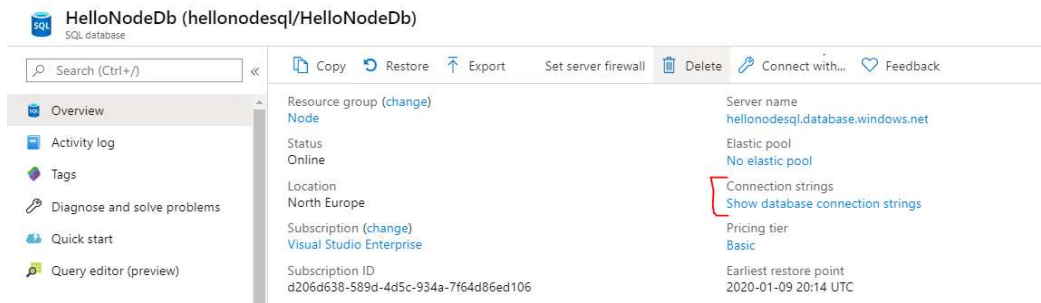 HelloNodeDb (hellonodesql/HelloNodeDb)
SQL
SQL database
Search (Ctrl+/)
«
Copy Restore Export Set server firewall Delete Connect with... Feedback
Overview
Activity log
Tags
Diagnose and solve problems
Quick start
Query editor (preview)
Resource group (change)
Node
Status
Online
Location
North Europe
Subscription (change)
Visual Studio Enterprise
Subscription ID
d206d638-589d-4d5c-934a-7f64d86ed106
Server name
hellonodesql.database.windows.net
Elastic pool
No elastic pool
Connection strings
Show database connection strings
Pricing tier
Basic
Earliest restore point
2020-01-09 20:14 UTC